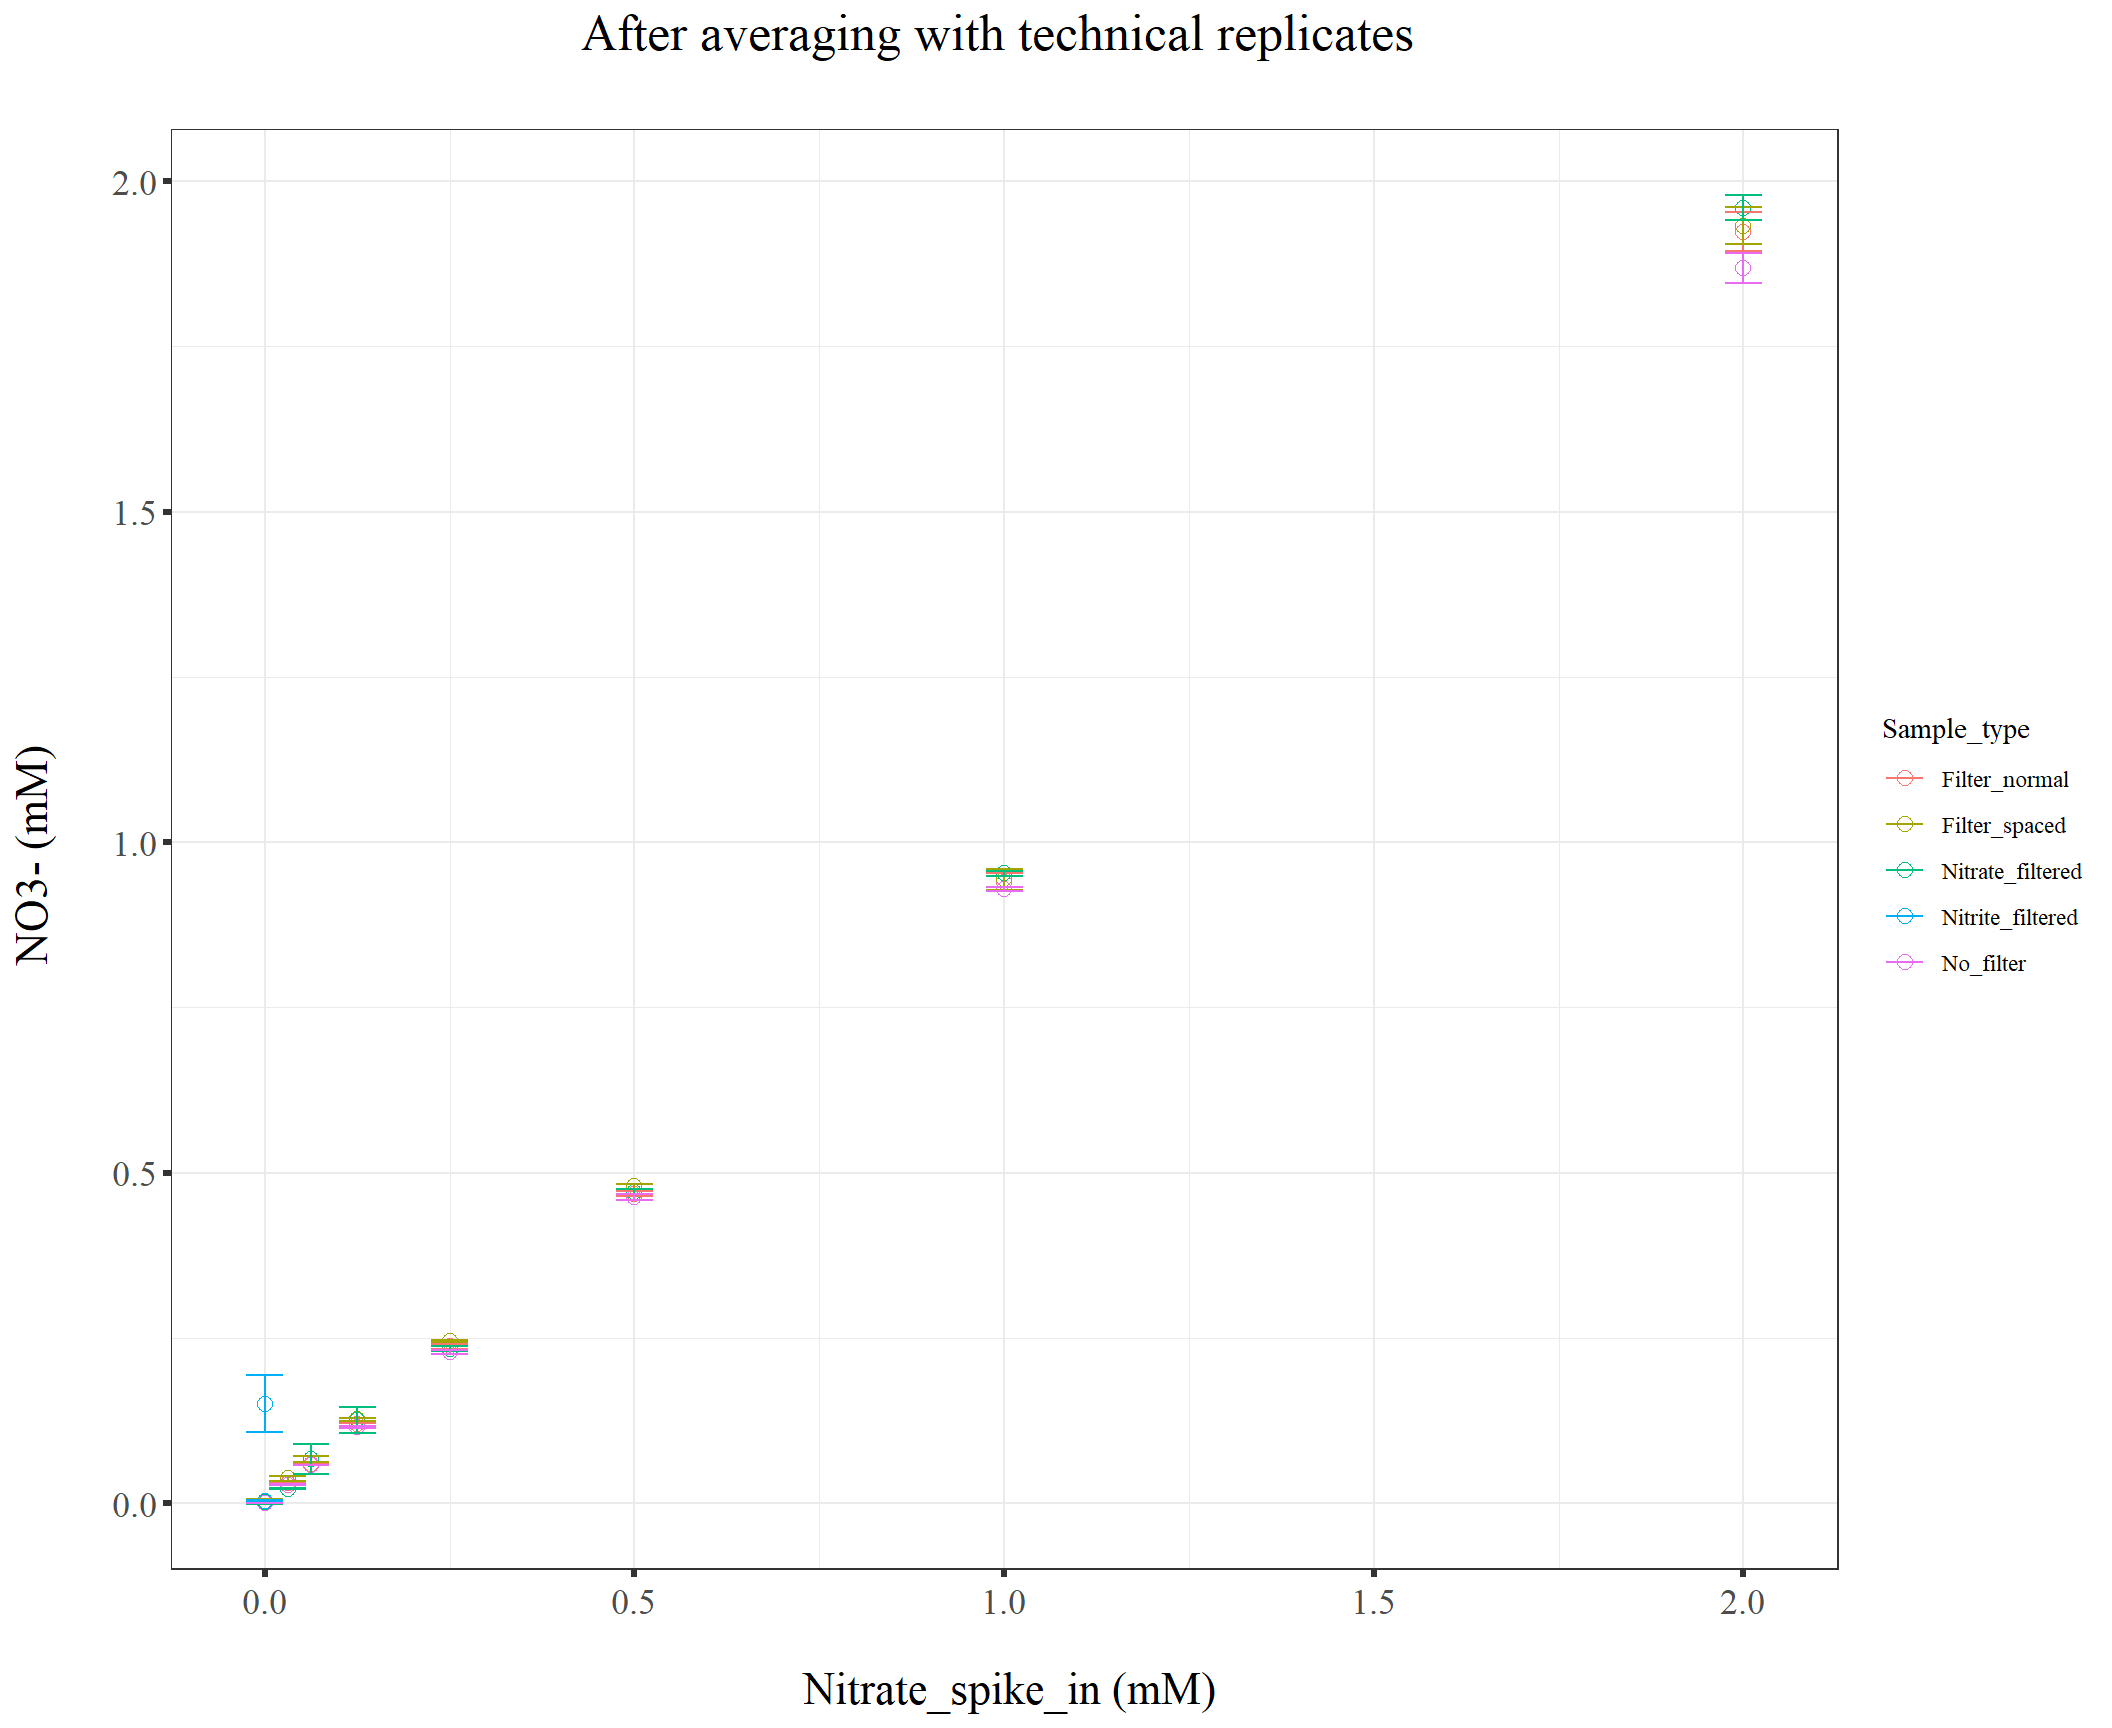 After averaging with technical replicates
NO3- (mM)
2.0
1.5
1.0
0.5
0.0
0.0 0.5 1.0 1.5 2.0
Nitrate_spike_in (mM)
Sample_type
Filter_normal
Filter_spaced
Nitrate_filtered
Nitrite_filtered
No_filter